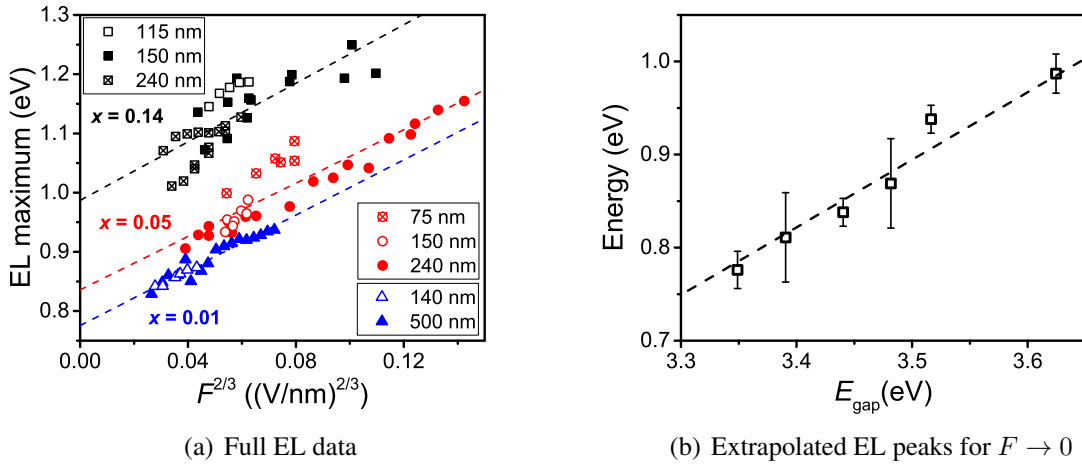 EL maximum (eV)
1.3
1.2
1.1
1.0
0.9
0.8
115 nm
150 nm
240 nm
x = 0.14
x = 0.05
x = 0.01
75 nm
150 nm
240 nm
140 nm
500 nm
0.00 0.04 0.08 0.12
F^{2/3} ((V/nm)^{2/3})
(a) Full EL data
Energy (eV)
1.0
0.9
0.8
0.7
3.3 3.4 3.5 3.6
E_{gap}(eV)
(b) Extrapolated EL peaks for F → 0